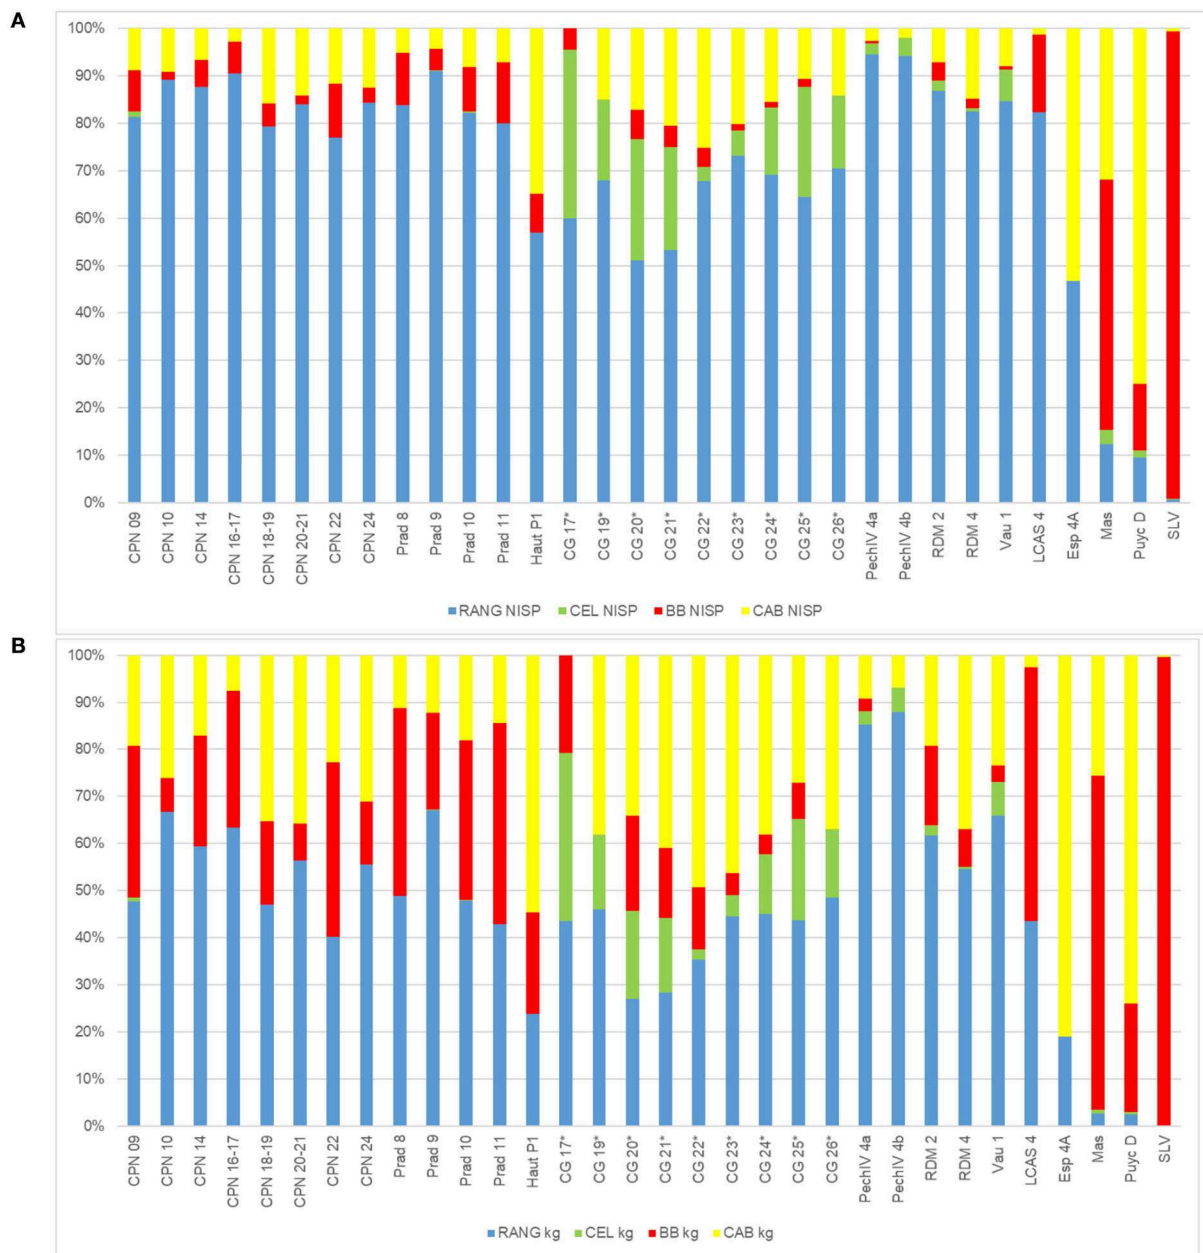 A
100%
90%
80%
70%
60%
50%
40%
30%
20%
10%
0%
CPN 09
CPN 10
CPN 14
CPN 16-17
CPN 18-19
CPN 20-21
CPN 22
CPN 24
Prad 8
Prad 9
Prad 10
Prad 11
Haut P1
CG 17*
CG 19*
CG 20*
CG 21*
CG 22*
CG 23*
CG 24*
CG 25*
CG 26*
PechIV 4a
PechIV 4b
RDM 2
RDM 4
Vau 1
LCAS 4
Esp 4A
Mas
Puyc D
SLV
RANG NISP CEL NISP BB NISP CAB NISP
B
100%
90%
80%
70%
60%
50%
40%
30%
20%
10%
0%
CPN 09
CPN 10
CPN 14
CPN 16-17
CPN 18-19
CPN 20-21
CPN 22
CPN 24
Prad 8
Prad 9
Prad 10
Prad 11
Haut P1
CG 17*
CG 19*
CG 20*
CG 21*
CG 22*
CG 23*
CG 24*
CG 25*
CG 26*
PechIV 4a
PechIV 4b
RDM 2
RDM 4
Vau 1
LCAS 4
Esp 4A
Mas
Puyc D
SLV
RANG kg CEL kg BB kg CAB kg